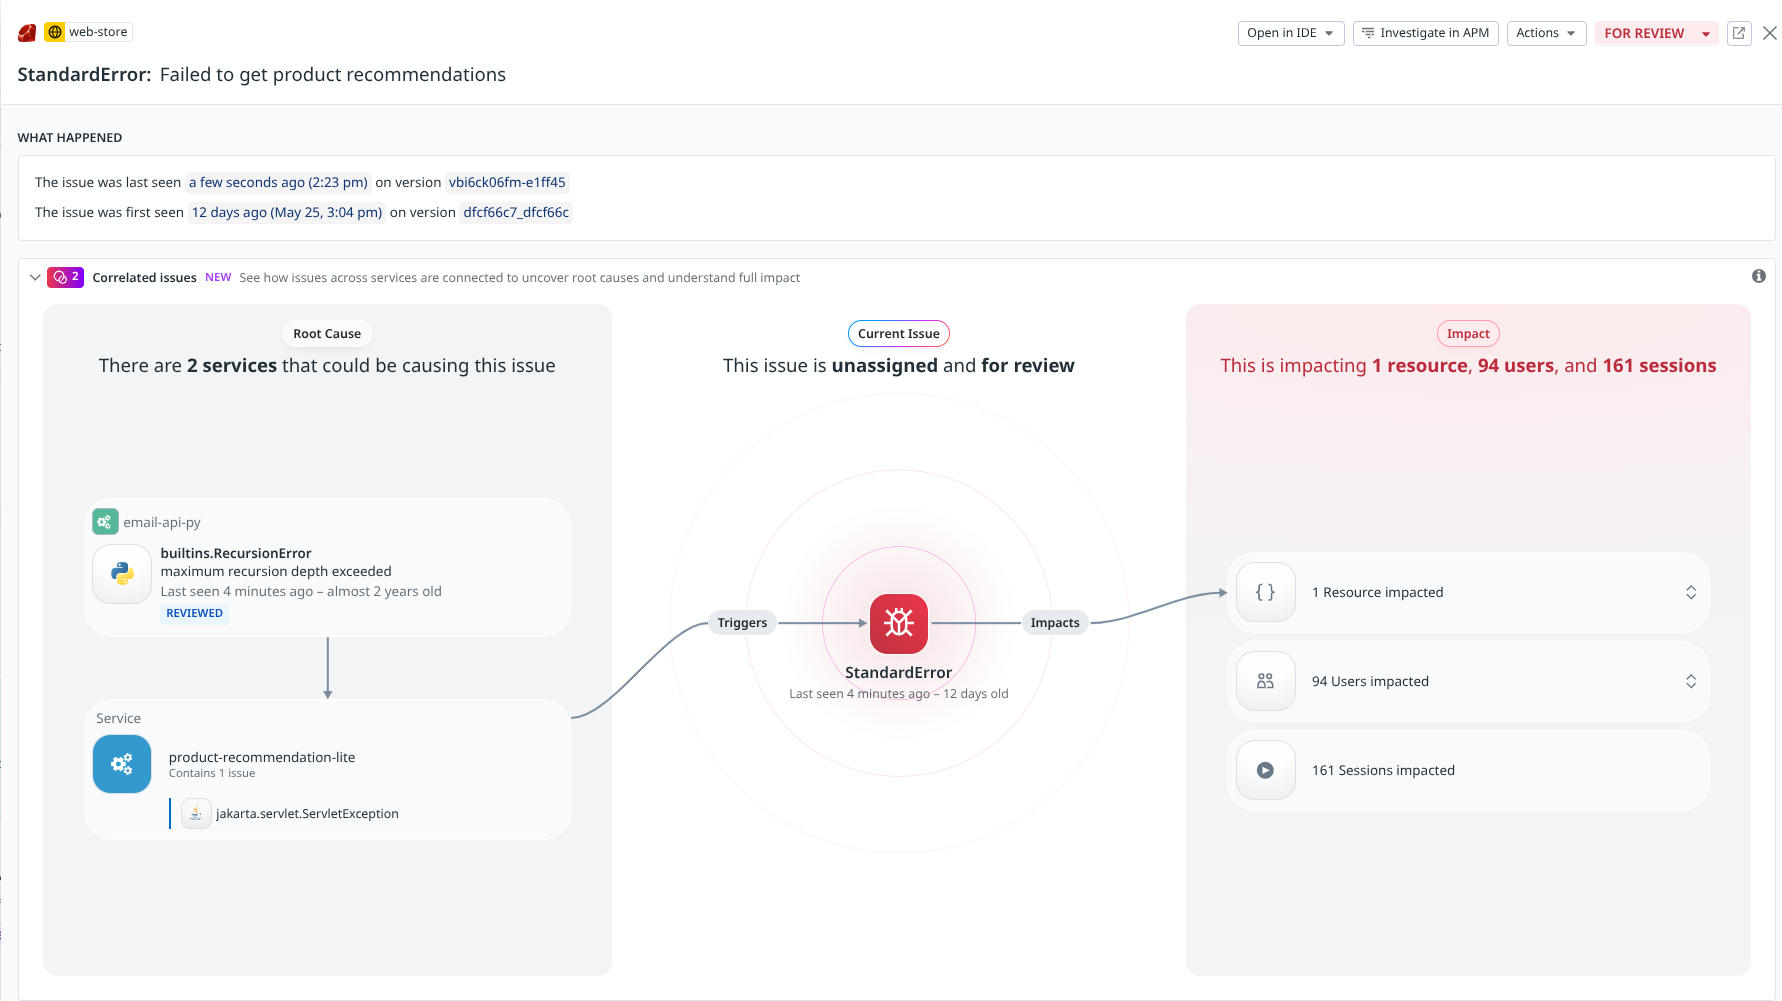 web-store
Open in IDE
Investigate in APM
Actions
FOR REVIEW
StandardError: Failed to get product recommendations
WHAT HAPPENED
The issue was last seen a few seconds ago (2:23 pm) on version vbi6ck06fm-e1ff45
The issue was first seen 12 days ago (May 25, 3:04 pm) on version dfcf66c7_dfcf66c
2 Correlated issues NEW See how issues across services are connected to uncover root causes and understand full impact
Root Cause
There are 2 services that could be causing this issue
email-api-py
builtins.RecursionError
maximum recursion depth exceeded
Last seen 4 minutes ago – almost 2 years old
REVIEWED
Service
product-recommendation-lite
Contains 1 issue
jakarta.servlet.ServletException
Current Issue
This issue is unassigned and for review
Triggers
Impacts
StandardError
Last seen 4 minutes ago – 12 days old
Impact
This is impacting 1 resource, 94 users, and 161 sessions
{ }
1 Resource impacted
94 Users impacted
161 Sessions impacted